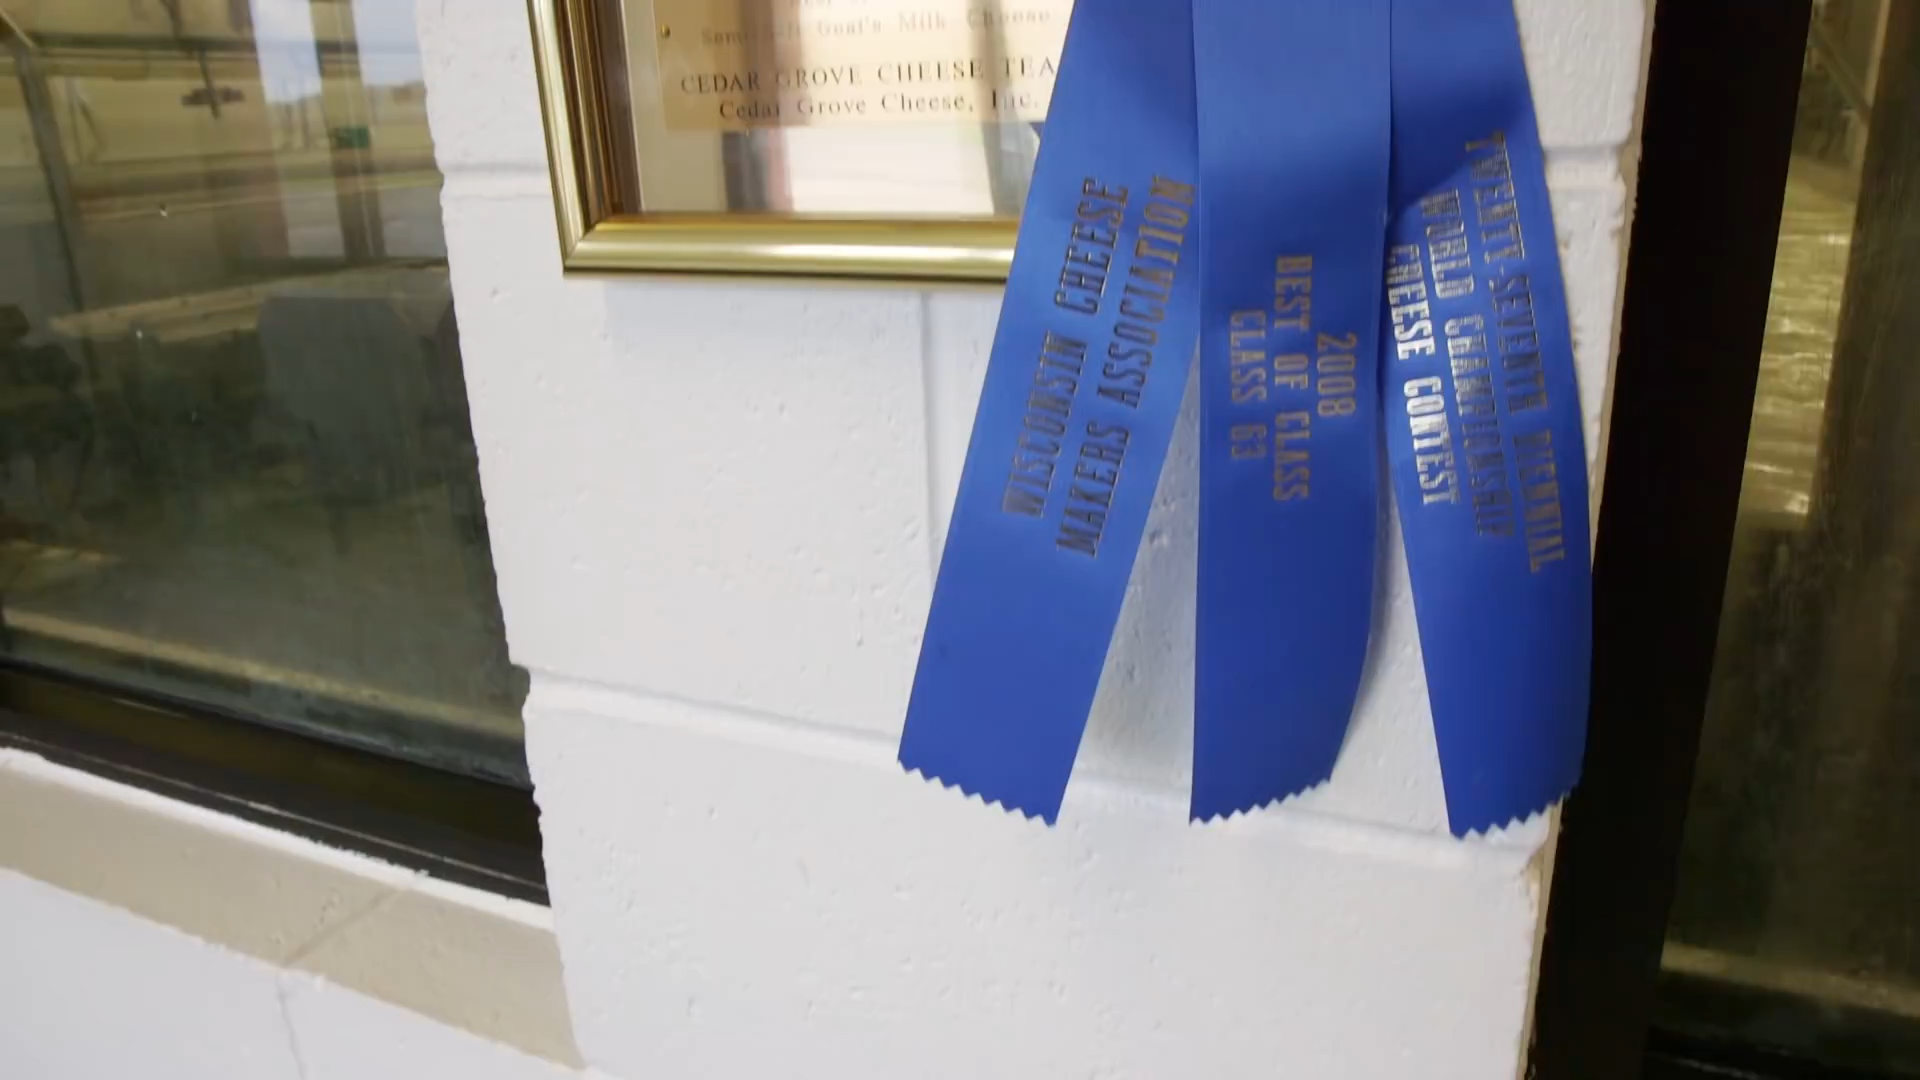 Goat's Milk Cheese
CEDAR GROVE CHEESE TEA
Cedar Grove Cheese, Inc.
WISCONSIN CHEESE
MAKERS ASSOCIATION
2008
BEST OF CLASS
CLASS 63
TWENTY-SEVENTH BIENNIAL
WORLD CHAMPIONSHIP
CHEESE CONTEST